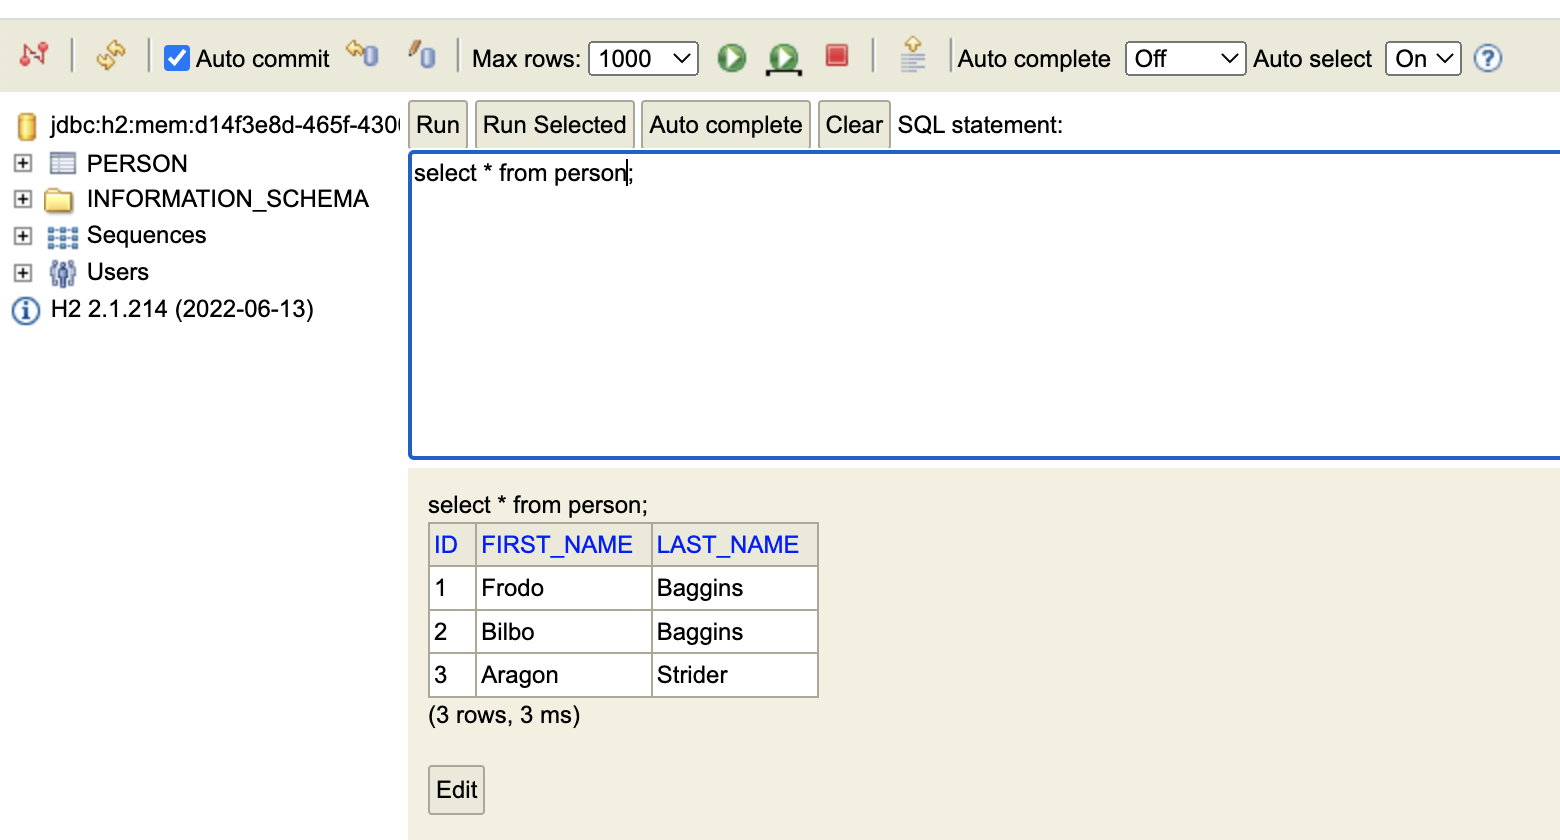 Auto commit Max rows: 1000 Auto complete Off Auto select On ?
jdbc:h2:mem:d14f3e8d-465f-430
PERSON
INFORMATION_SCHEMA
Sequences
Users
H2 2.1.214 (2022-06-13)
Run Run Selected Auto complete Clear SQL statement:
select * from person;
select * from person;
ID FIRST_NAME LAST_NAME
1 Frodo Baggins
2 Bilbo Baggins
3 Aragon Strider
(3 rows, 3 ms)
Edit